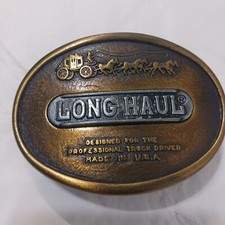 LONG HAUL®
DESIGNED FOR THE
PROFESSIONAL TRUCK DRIVER
MADE IN U.S.A.